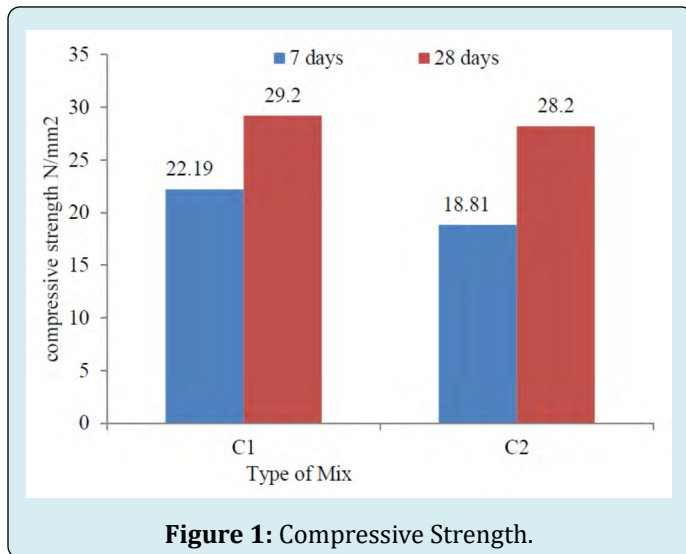 7 days 28 days
35
30
25
20
15
10
5
0
compressive strength N/mm2
22.19
29.2
18.81
28.2
C1 C2
Type of Mix
Figure 1: Compressive Strength.